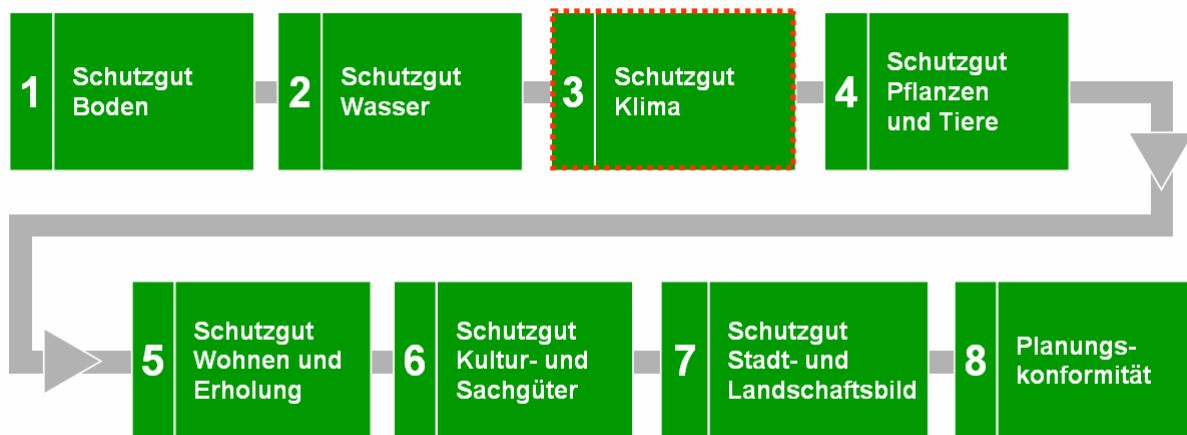 1
Schutzgut
Boden
2
Schutzgut
Wasser
3
Schutzgut
Klima
4
Schutzgut
Pflanzen
und Tiere
5
Schutzgut
Wohnen und
Erholung
6
Schutzgut
Kultur- und
Sachgüter
7
Schutzgut
Stadt- und
Landschaftsbild
8
Planungs-
konformität